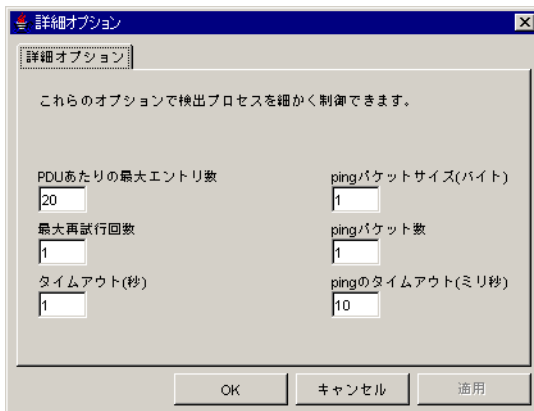 詳細オプション
詳細オプション
これらのオプションで検出プロセスを細かく制御できます。
PDUあたりの最大エントリ数
20
最大再試行回数
1
タイムアウト(秒)
1
pingパケットサイズ(バイト)
1
pingパケット数
1
pingのタイムアウト(ミリ秒)
10
OK
キャンセル
適用